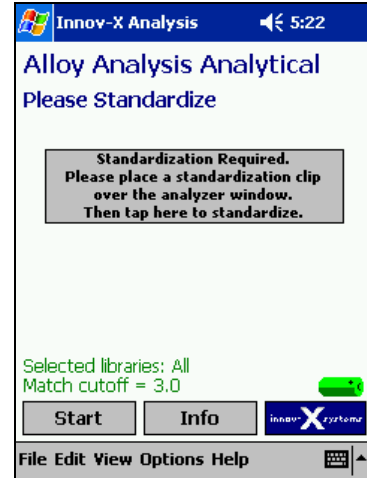 Innov-X Analysis 5:22
Alloy Analysis Analytical
Please Standardize
Standardization Required.
Please place a standardization clip
over the analyzer window.
Then tap here to standardize.
Selected libraries: All
Match cutoff = 3.0
Start Info innov-X systems
File Edit View Options Help